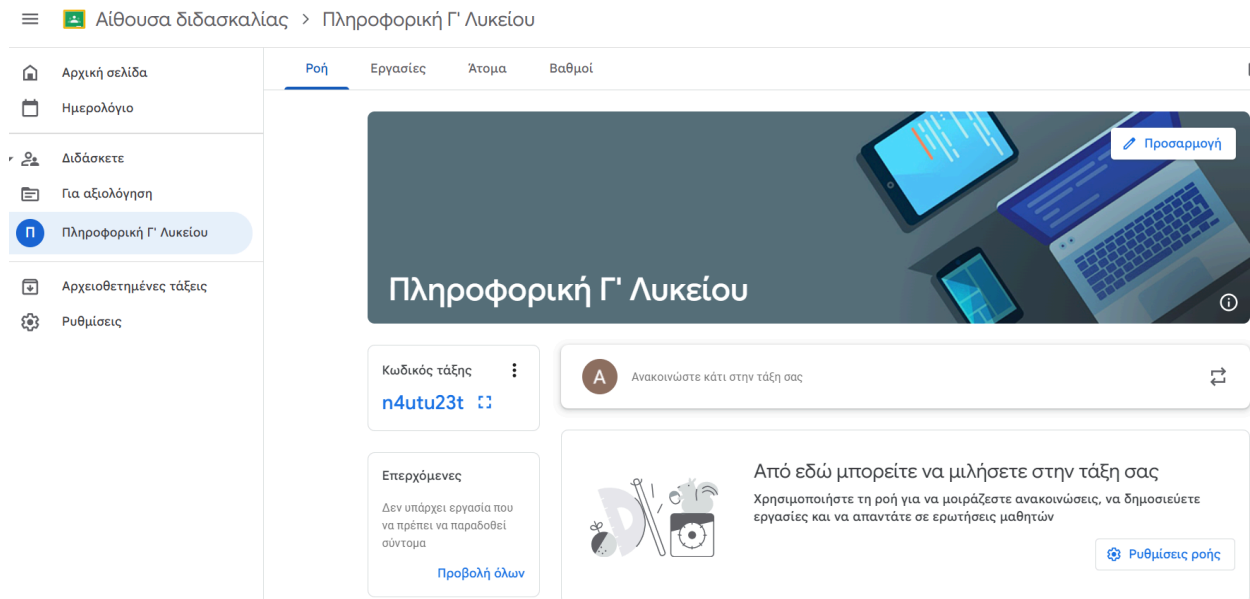 Αίθουσα διδασκαλίας > Πληροφορική Γ' Λυκείου
Αρχική σελίδα
Ημερολόγιο
Διδάσκετε
Για αξιολόγηση
Π Πληροφορική Γ' Λυκείου
Αρχειοθετημένες τάξεις
Ρυθμίσεις
Ροή Εργασίες Άτομα Βαθμοί
Προσαρμογή
Πληροφορική Γ' Λυκείου
Κωδικός τάξης
n4utu23t
Α Ανακοινώστε κάτι στην τάξη σας
Επερχόμενες
Δεν υπάρχει εργασία που
να πρέπει να παραδοθεί
σύντομα
Προβολή όλων
Από εδώ μπορείτε να μιλήσετε στην τάξη σας
Χρησιμοποιήστε τη ροή για να μοιράζεστε ανακοινώσεις, να δημοσιεύετε
εργασίες και να απαντάτε σε ερωτήσεις μαθητών
Ρυθμίσεις ροής